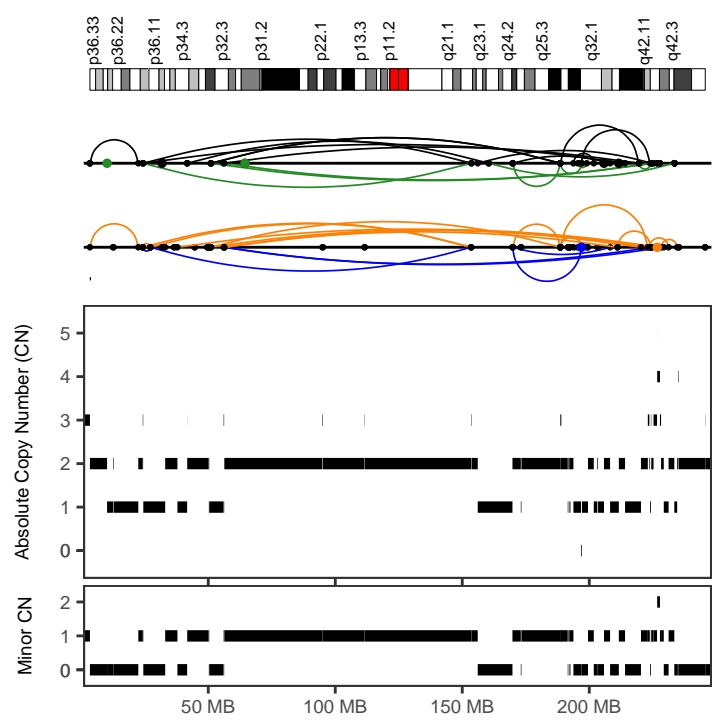 p36.33 p36.22 p36.11 p34.3 p32.3 p31.2 p22.1 p13.3 p11.2 q21.1 q23.1 q24.2 q25.3 q32.1 q42.11 q42.3
Absolute Copy Number (CN)
5
4
3
2
1
0
Minor CN
2
1
0
50 MB 100 MB 150 MB 200 MB